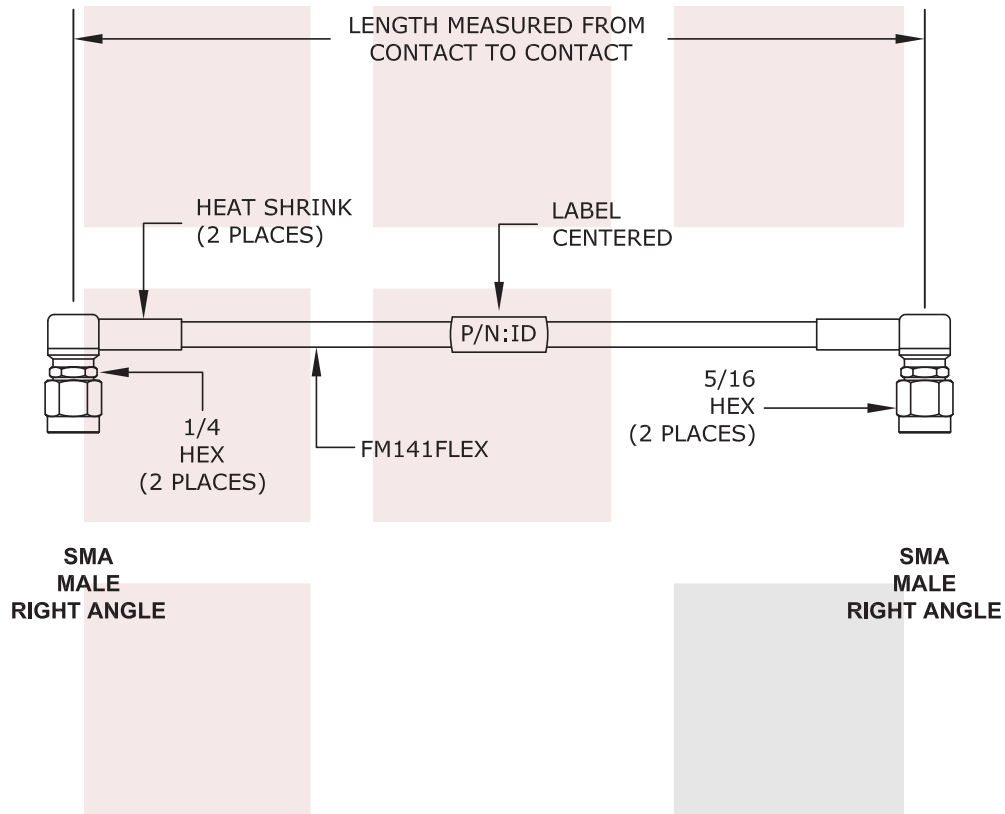 LENGTH MEASURED FROM
CONTACT TO CONTACT
HEAT SHRINK
(2 PLACES)
LABEL
CENTERED
P/N:ID
5/16
HEX
(2 PLACES)
1/4
HEX
(2 PLACES)
FM141FLEX
SMA
MALE
RIGHT ANGLE
SMA
MALE
RIGHT ANGLE